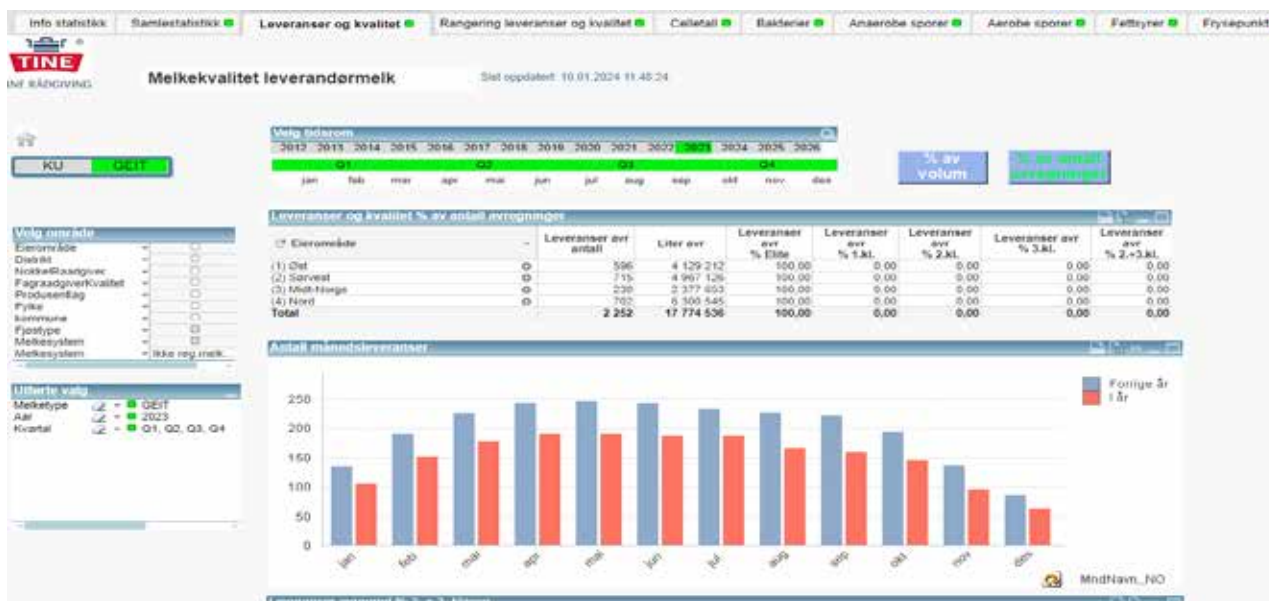 Info statistikk Samlestatistikk Leveranser og kvalitet Rangering leveranser og kvalitet Celletall Bakterier Anaerobe sporer Aerobe sporer Fettsyrer Frysepunkt
TINE
TINE RÅDGIVING
Melkekvalitet leverandørmelk
Sist oppdatert: 10.01.2024 11:48:24
Velg tidsrom
2012 2013 2014 2015 2016 2017 2018 2019 2020 2021 2022 2023 2024 2025 2026
Q1 Q2 Q3 Q4
jan feb mar apr mai jun jul aug sep okt nov des
KU GEIT
% av volum
% av antall avregninger
Velg område
Eierområde
Distrikt
NokkelRaadgiver
FagraadgiverKvalitet
Produsentlag
Fylke
kommune
Fjøstype
Melkesystem
Melkesystem Ikke reg.melk.
Utførte valg
Melketype GEIT
Aar 2023
Kvartal Q1, Q2, Q3, Q4
Leveranser og kvalitet % av antall avregninger
Eierområde Leveranser avr antall Liter avr Leveranser avr % Elite Leveranser avr % 1.kl. Leveranser avr % 2.kl. Leveranser avr % 3.kl. Leveranser avr % 2.+3.kl.
(1) Øst 596 4 129 212 100,00 0,00 0,00 0,00 0,00
(2) Sørvest 715 4 967 126 100,00 0,00 0,00 0,00 0,00
(3) Midt-Norge 2 377 653 100,00 0,00 0,00 0,00 0,00
(4) Nord 702 6 300 545 100,00 0,00 0,00 0,00 0,00
Total 2 252 17 774 536 100,00 0,00 0,00 0,00 0,00
Antall månedsleveranser
Forrige år
I år
250
200
150
100
50
0
jan feb mar apr mai jun jul aug sep okt nov des
MndNavn_NO